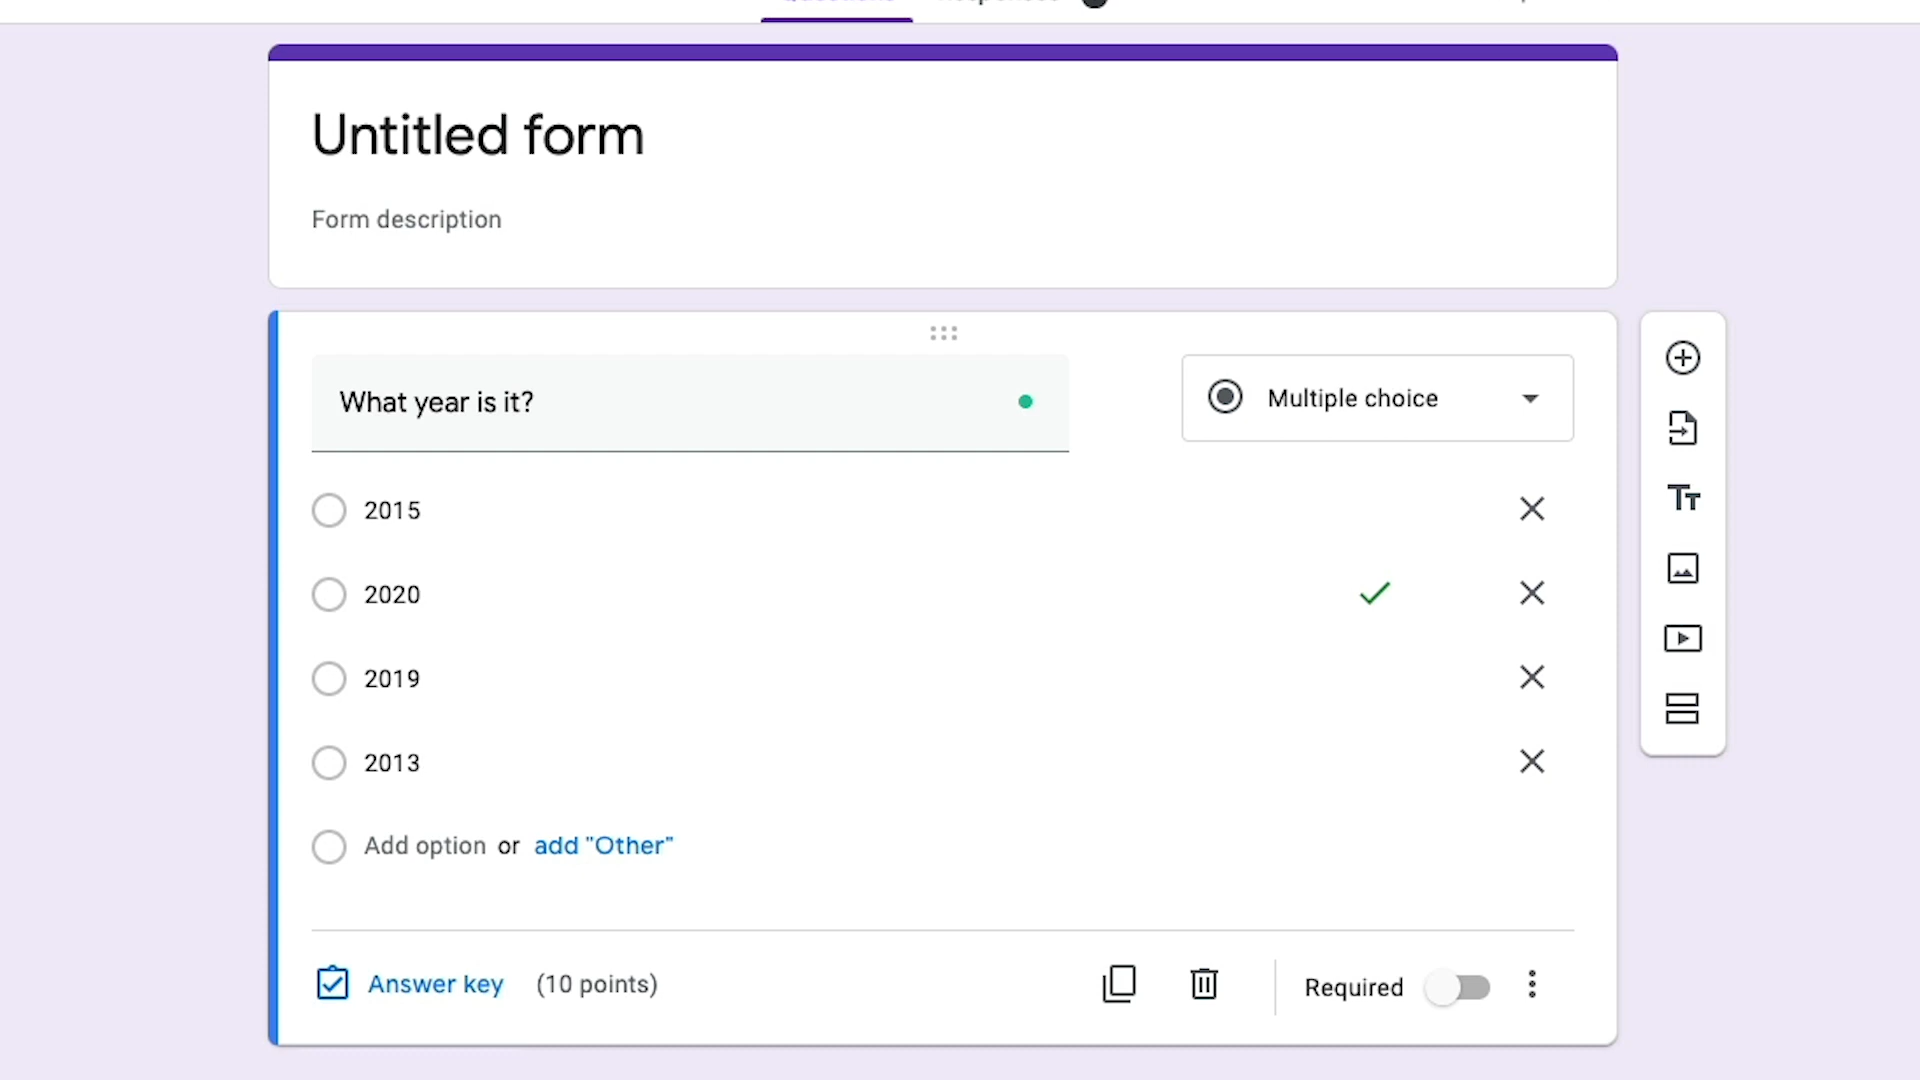 Untitled form
Form description
What year is it?
Multiple choice
2015
2020
2019
2013
Add option or add "Other"
Answer key (10 points)
Required